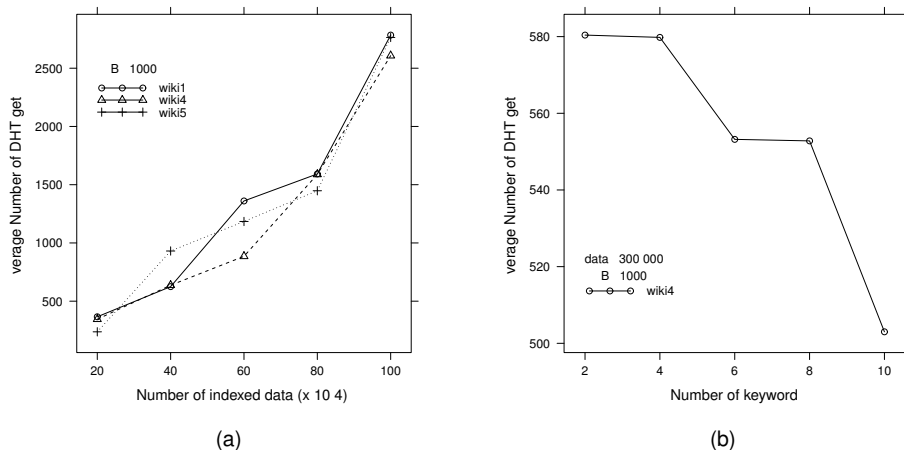 2500
2000
1500
1000
500
verage Number of DHT get
B 1000
wiki1
wiki4
wiki5
20 40 60 80 100
Number of indexed data (x 10 4)
(a)
580
560
540
520
500
verage Number of DHT get
data 300 000
B 1000
wiki4
2 4 6 8 10
Number of keyword
(b)